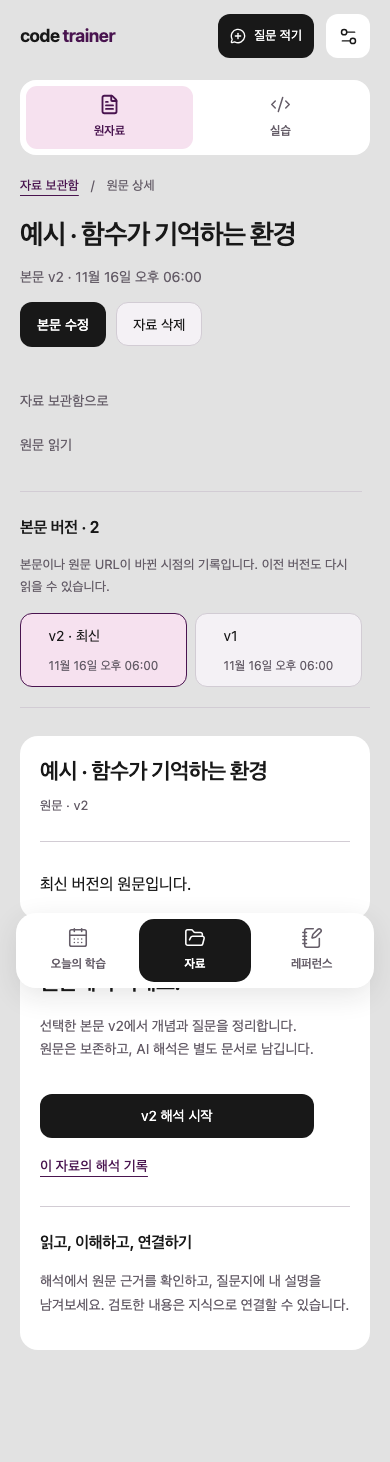 code trainer
질문 적기
원자료
실습
자료 보관함 / 원문 상세
예시 · 함수가 기억하는 환경
본문 v2 · 11월 16일 오후 06:00
본문 수정
자료 삭제
자료 보관함으로
원문 읽기
본문 버전 · 2
본문이나 원문 URL이 바뀐 시점의 기록입니다. 이전 버전도 다시
읽을 수 있습니다.
v2 · 최신
11월 16일 오후 06:00
v1
11월 16일 오후 06:00
예시 · 함수가 기억하는 환경
원문 · v2
최신 버전의 원문입니다.
오늘의 학습
자료
레퍼런스
선택한 본문 v2에서 개념과 질문을 정리합니다.
원문은 보존하고, AI 해석은 별도 문서로 남깁니다.
v2 해석 시작
이 자료의 해석 기록
읽고, 이해하고, 연결하기
해석에서 원문 근거를 확인하고, 질문지에 내 설명을
남겨보세요. 검토한 내용은 지식으로 연결할 수 있습니다.